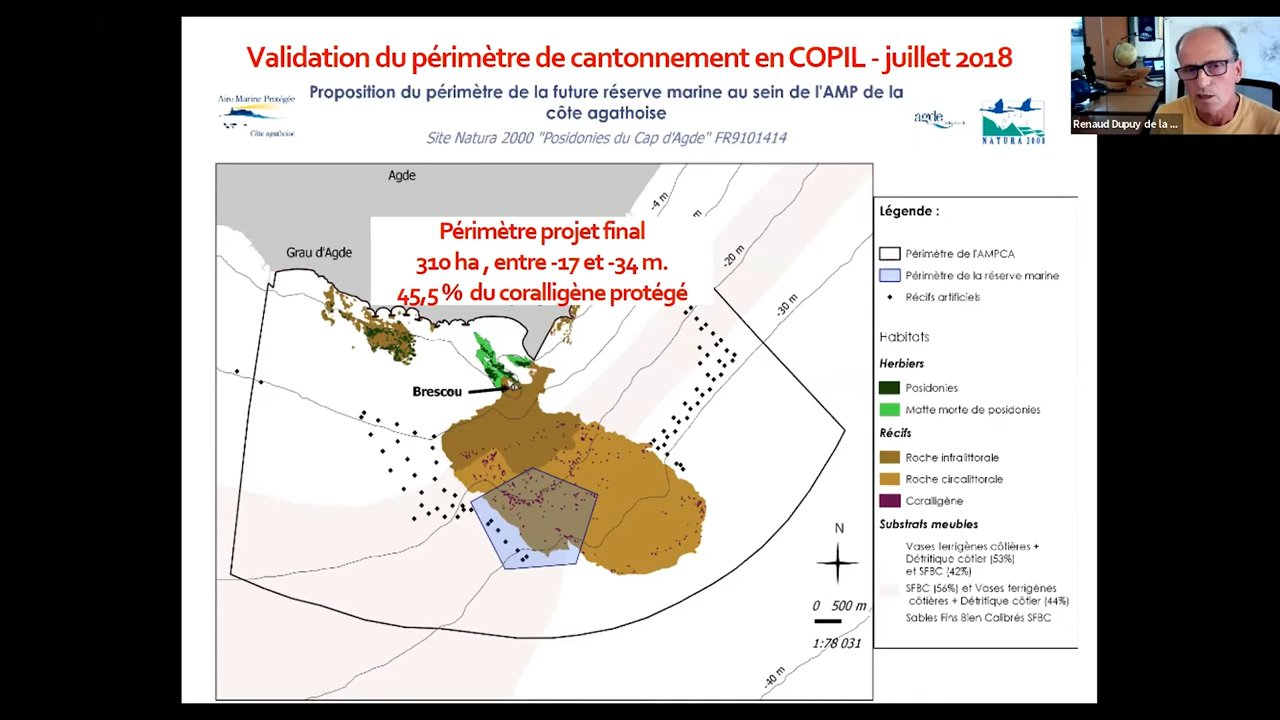 Validation du périmètre de cantonnement en COPIL - juillet 2018
Proposition du périmètre de la future réserve marine au sein de l'AMP de la
côte agathoise
Site Natura 2000 "Posidonies du Cap d'Agde" FR9101414
Aire Marine Protégée
Côte agathoise
agde
NATURA 2000
Renaud Dupuy de la ...
Agde
Grau d'Agde
Périmètre projet final
310 ha , entre -17 et -34 m.
45,5 % du coralligène protégé
-4 m
m
-20 m
-30 m
-40 m
Brescou
N
0 500 m
1:78 031
Légende :
Périmètre de l'AMPCA
Périmètre de la réserve marine
Récifs artificiels
Habitats
Herbiers
Posidonies
Matte morte de posidonies
Récifs
Roche infralittorale
Roche circalittorale
Coralligène
Substrats meubles
Vases terrigènes côtières +
Détritique côtier (53%)
et SFBC (42%)
SFBC (56%) et Vases terrigènes
côtières + Détritique côtier (44%)
Sables Fins Bien Calibrés SFBC